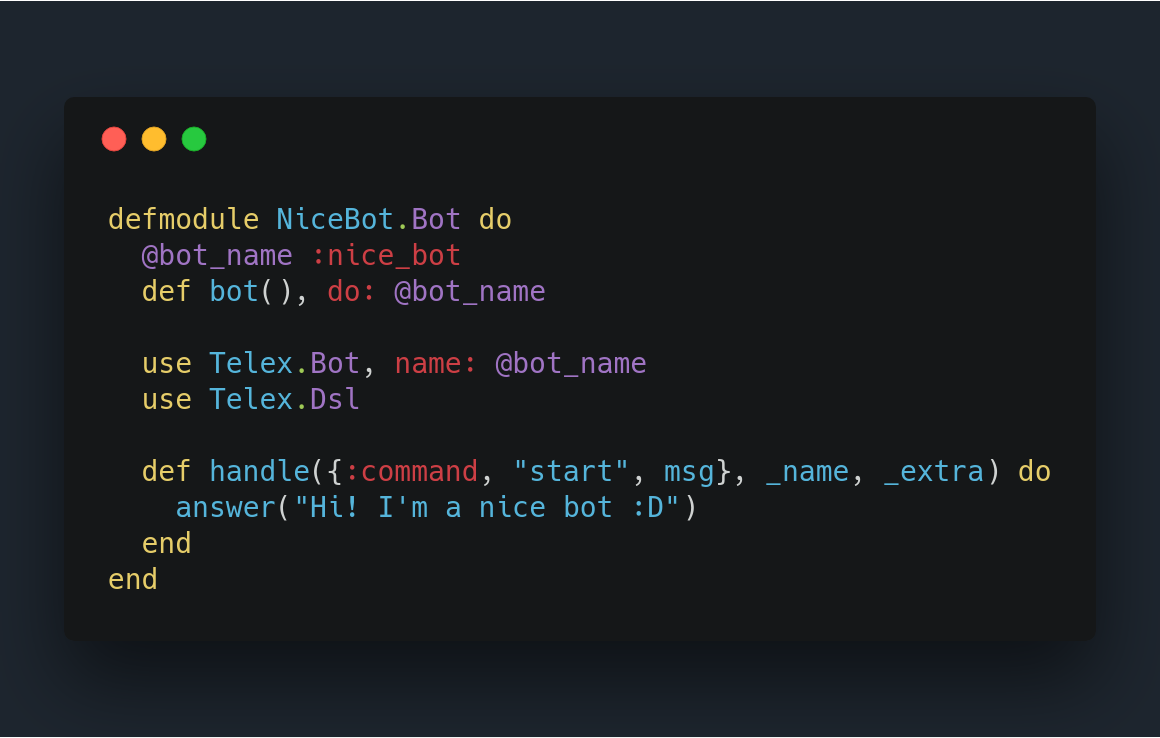 defmodule NiceBot.Bot do
  @bot_name :nice_bot
  def bot(), do: @bot_name

  use Telex.Bot, name: @bot_name
  use Telex.Dsl

  def handle({:command, "start", msg}, _name, _extra) do
    answer("Hi! I'm a nice bot :D")
  end
end